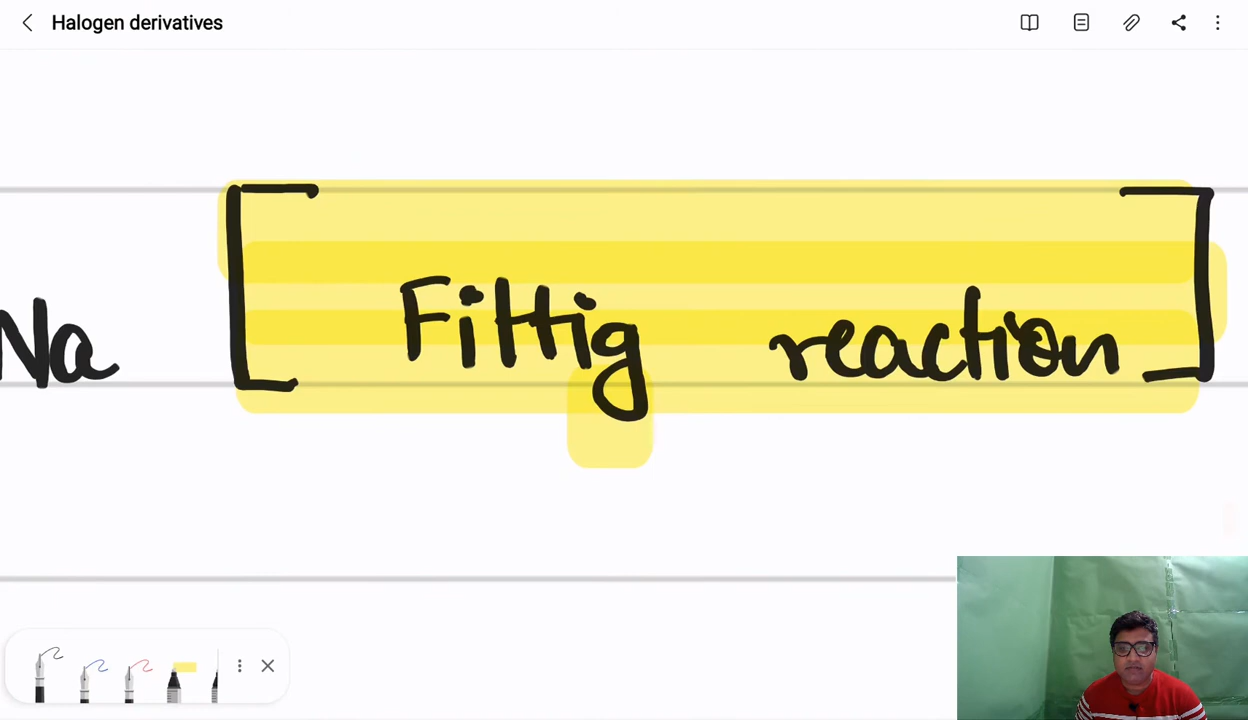 Halogen derivatives
Na [ Fittig reaction ]